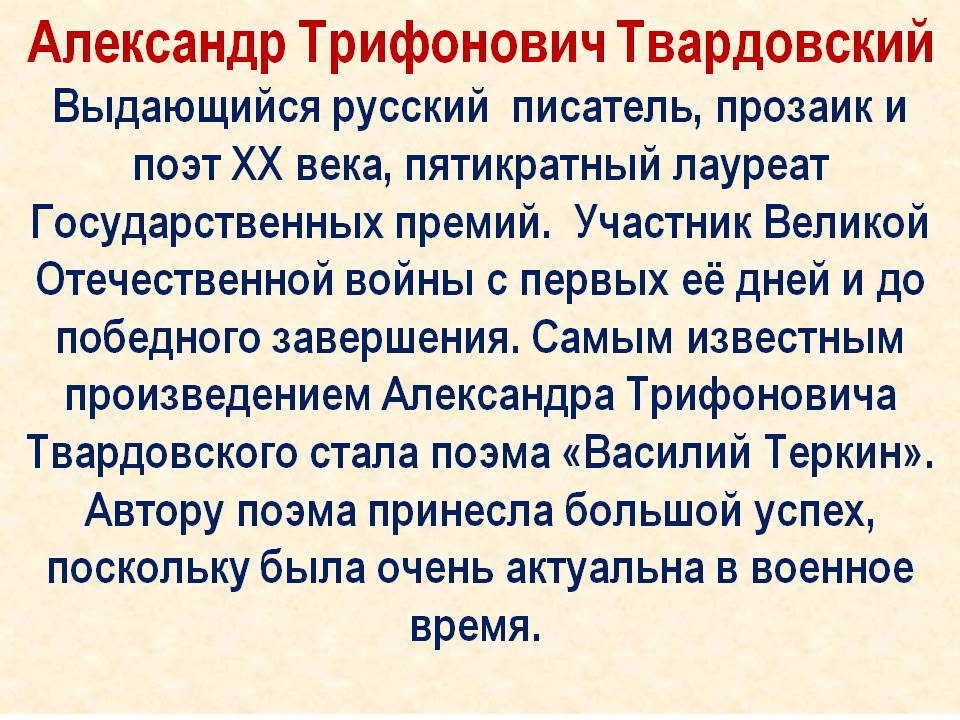 Александр Трифонович Твардовский
Выдающийся русский  писатель, прозаик и
поэт XX века, пятикратный лауреат
Государственных премий.  Участник Великой
Отечественной войны с первых её дней и до
победного завершения. Самым известным
произведением Александра Трифоновича
Твардовского стала поэма «Василий Теркин».
Автору поэма принесла большой успех,
поскольку была очень актуальна в военное
время.